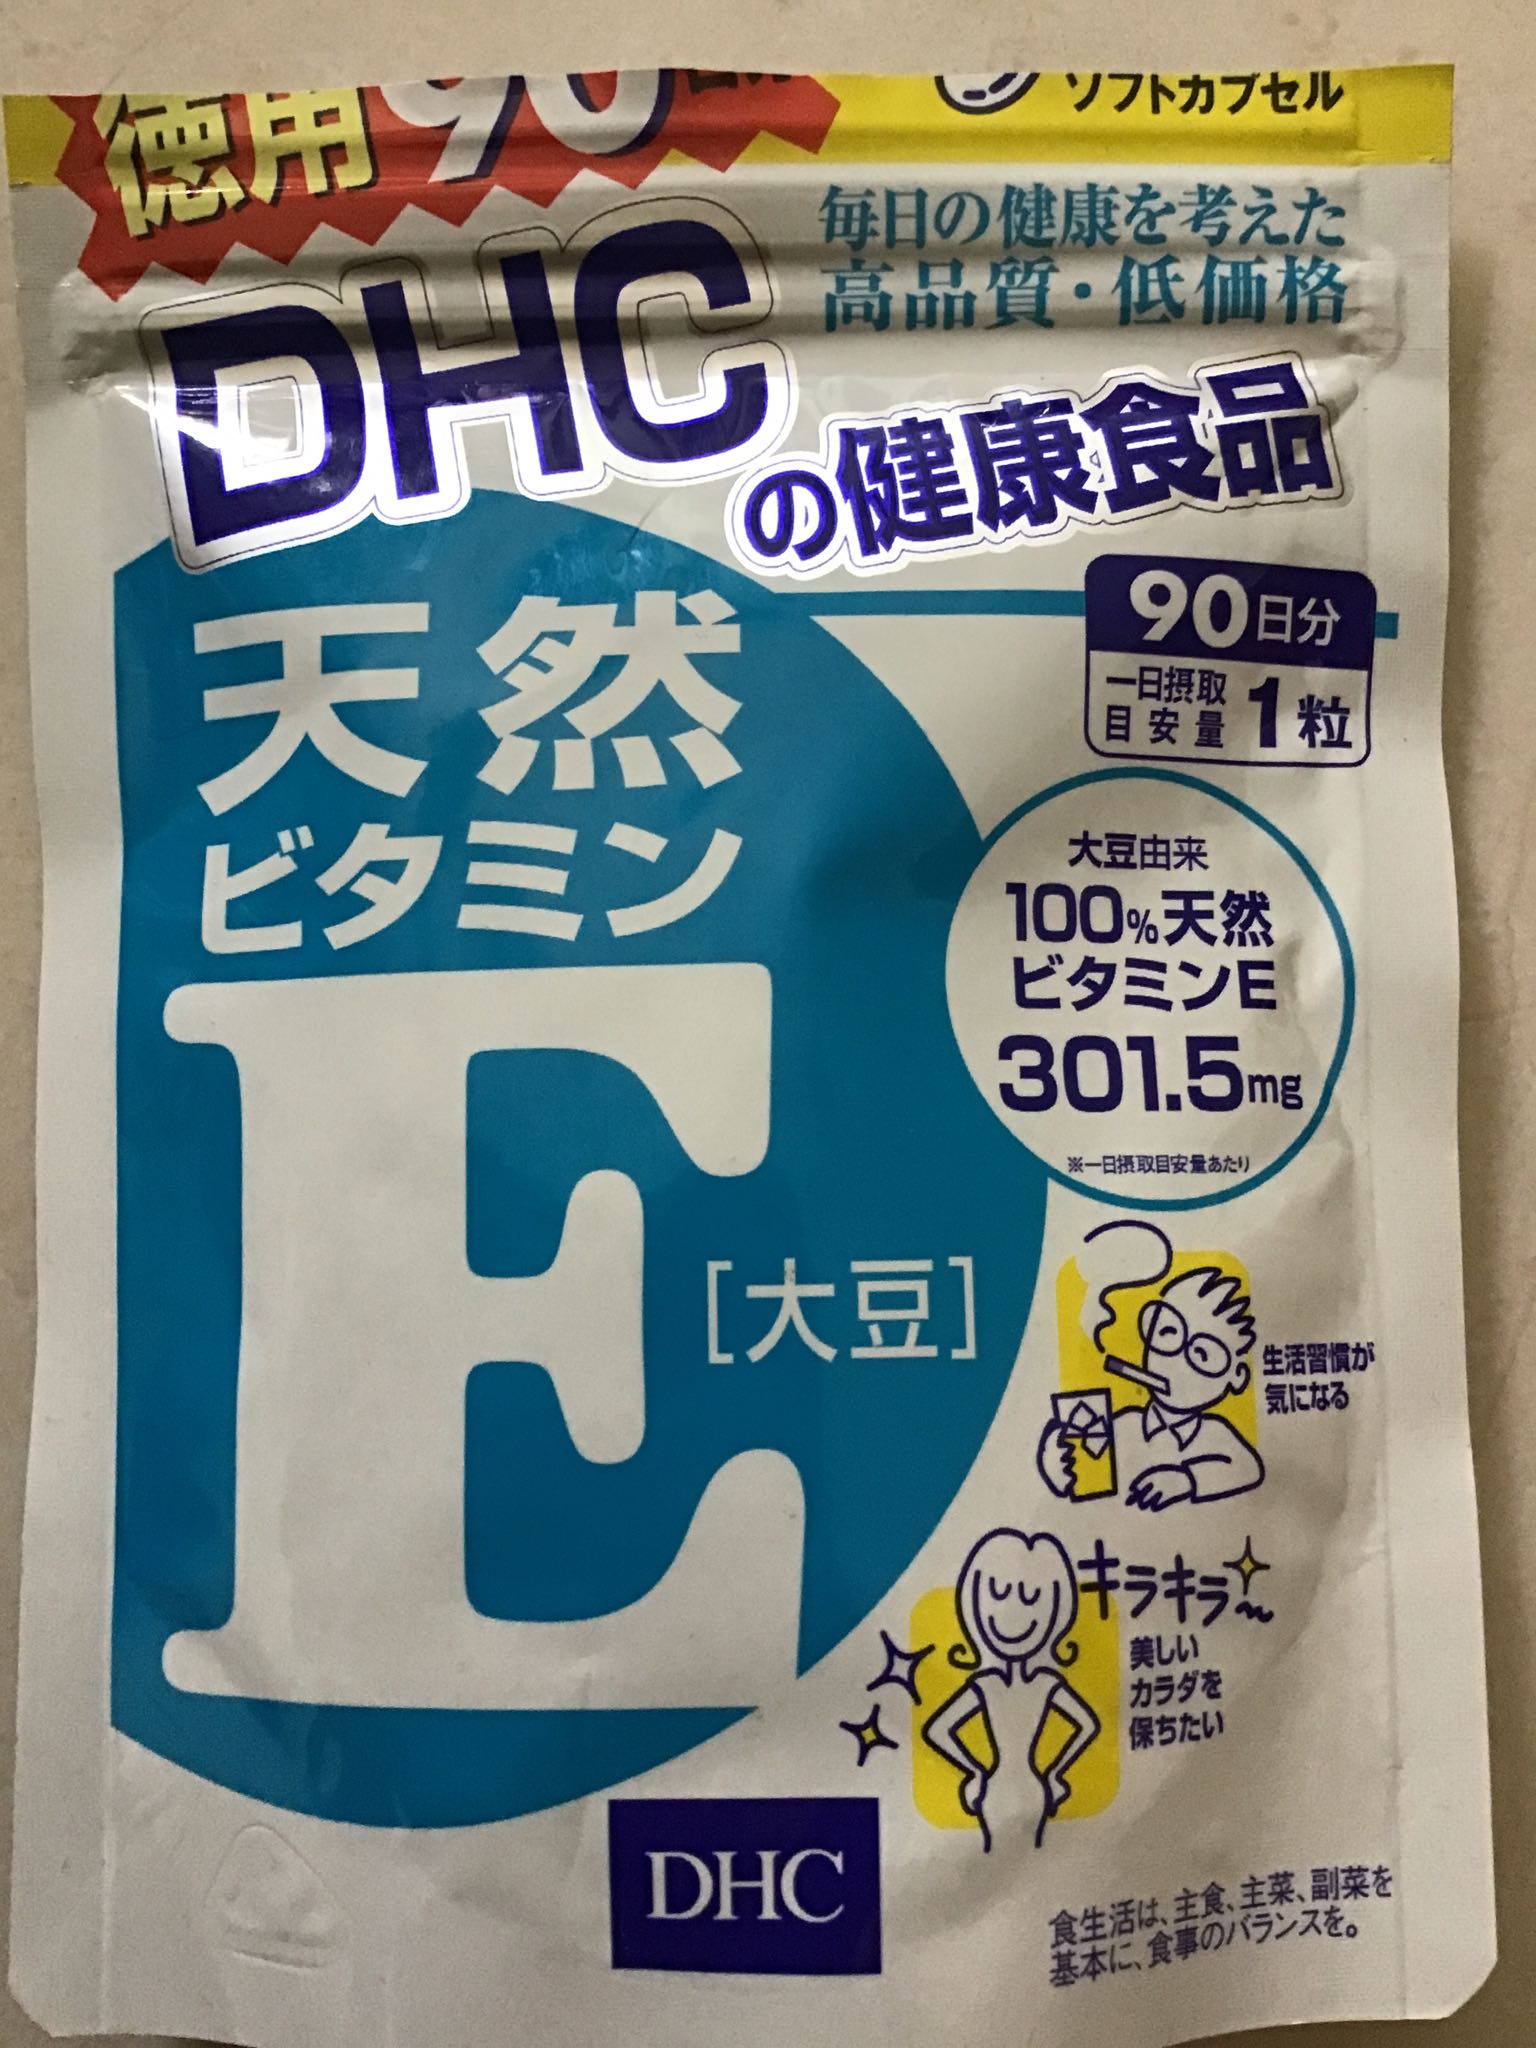 徳用90
ソフトカプセル
毎日の健康を考えた
高品質・低価格
DHC
の健康食品
90日分
一日摂取
目安量 1粒
天然
ビタミン
E
[大豆]
大豆由来
100%天然
ビタミンE
301.5mg
※一日摂取目安量あたり
生活習慣が
気になる
キラキラ〜
美しい
カラダを
保ちたい
DHC
食生活は、主食、主菜、副菜を
基本に、食事のバランスを。